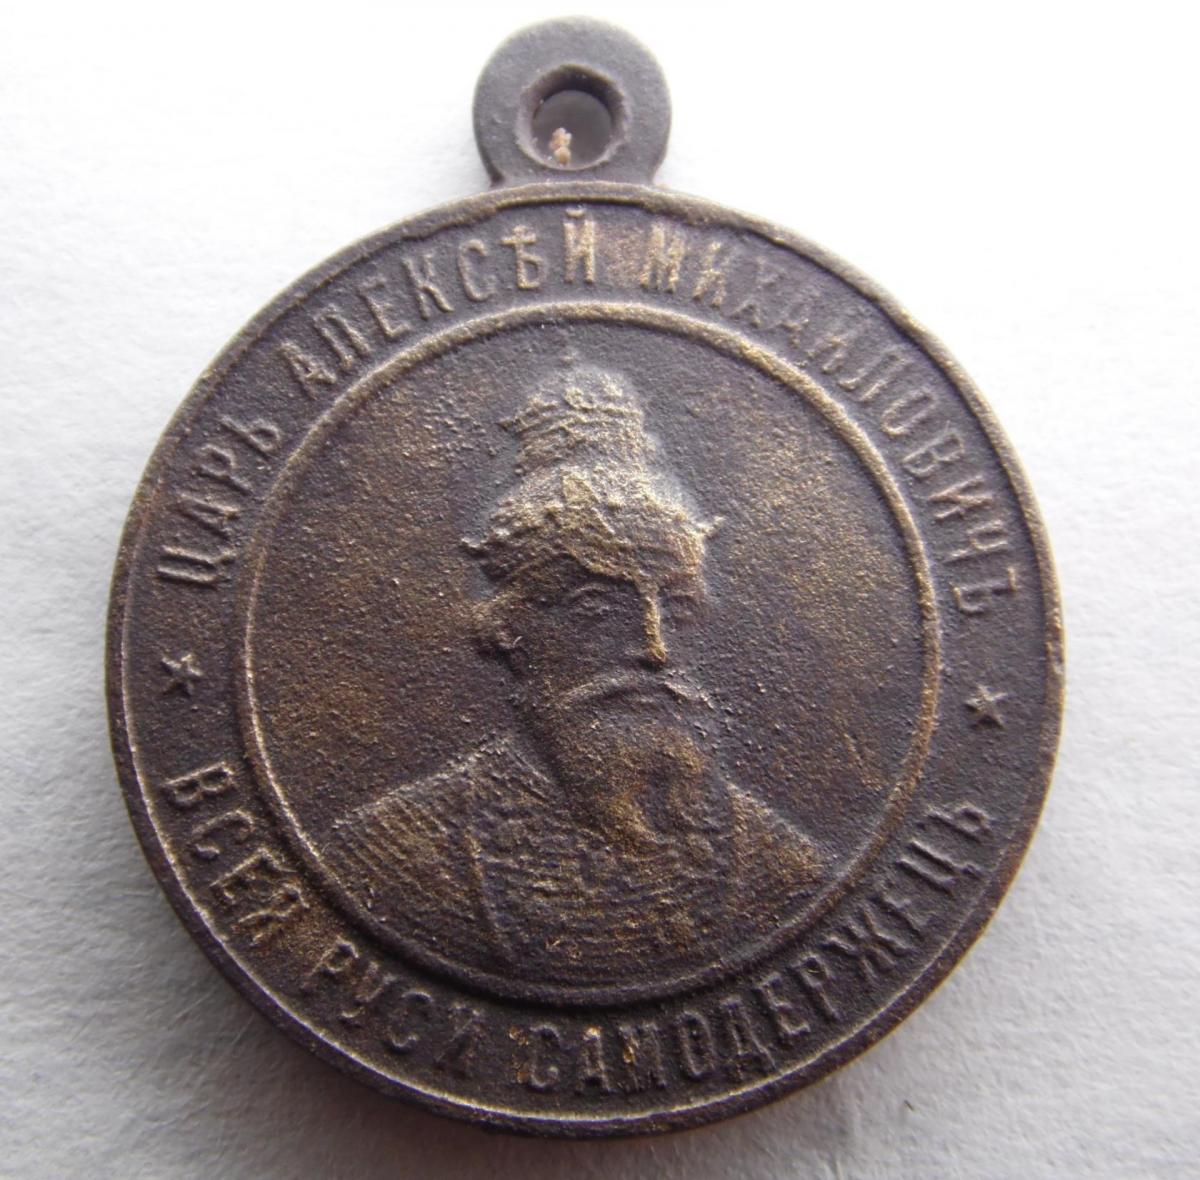 ЦАРЬ АЛЕКСѢЙ МИХАИЛОВИЧЪ
ВСЕЯ РУСИ САМОДЕРЖЕЦЪ